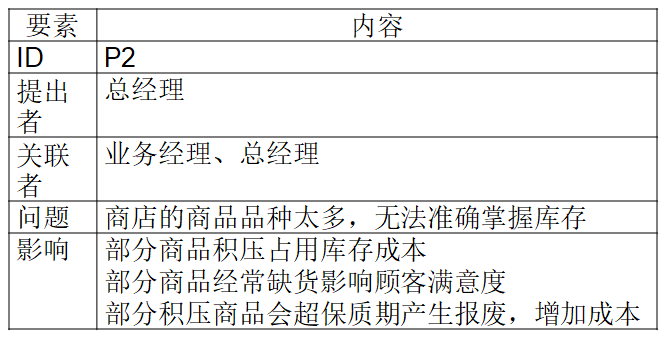 要素 内容
ID P2
提出者 总经理
关联者 业务经理、总经理
问题 商店的商品品种太多，无法准确掌握库存
影响 部分商品积压占用库存成本
部分商品经常缺货影响顾客满意度
部分积压商品会超保质期产生报废，增加成本